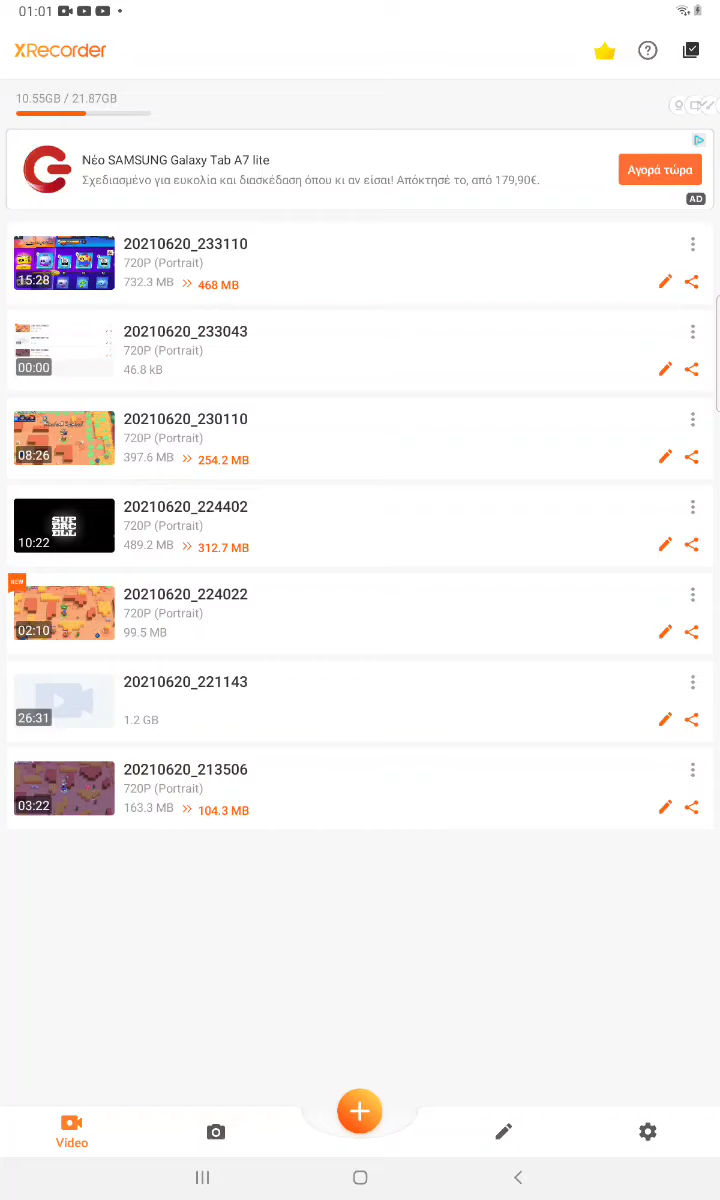 01:01
XRecorder
10.55GB / 21.87GB
Νέο SAMSUNG Galaxy Tab A7 lite
Σχεδιασμένο για ευκολία και διασκέδαση όπου κι αν είσαι! Απόκτησέ το, από 179,90€.
Αγορά τώρα
AD
15:28
20210620_233110
720P (Portrait)
732.3 MB >> 468 MB
00:00
20210620_233043
720P (Portrait)
46.8 kB
08:26
20210620_230110
720P (Portrait)
397.6 MB >> 254.2 MB
SUPERCELL
10:22
20210620_224402
720P (Portrait)
489.2 MB >> 312.7 MB
NEW
02:10
20210620_224022
720P (Portrait)
99.5 MB
26:31
20210620_221143
1.2 GB
03:22
20210620_213506
720P (Portrait)
163.3 MB >> 104.3 MB
Video